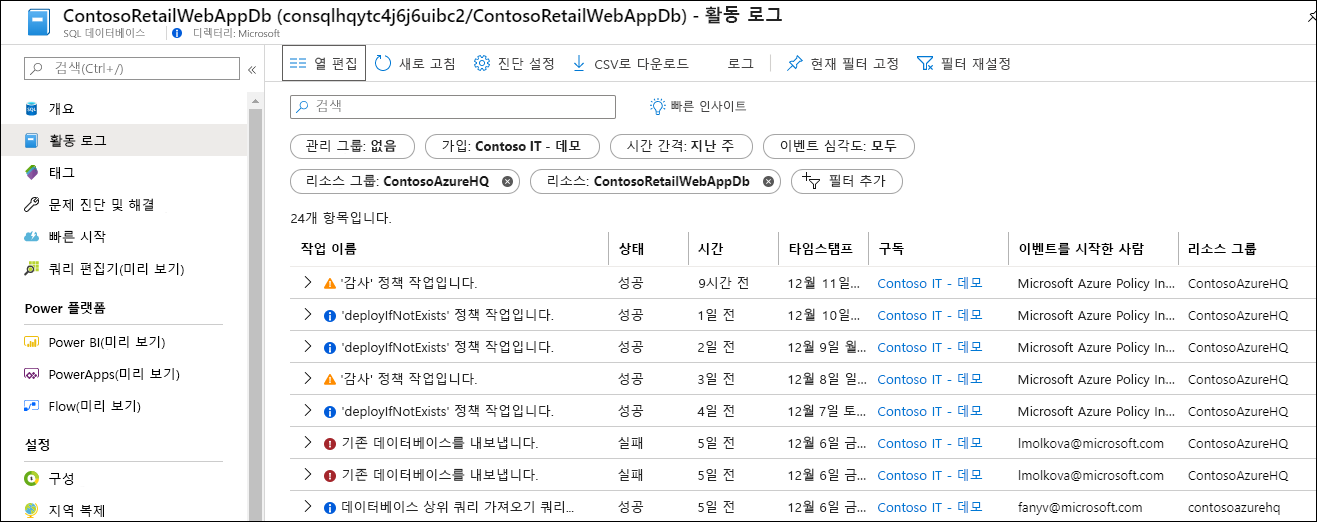 ContosoRetailWebAppDb (consqlhqytc4j6j6uibc2/ContosoRetailWebAppDb) - 활동 로그
SQL 데이터베이스 디렉터리: Microsoft
검색(Ctrl+/) «
개요
활동 로그
태그
문제 진단 및 해결
빠른 시작
쿼리 편집기(미리 보기)
Power 플랫폼
Power BI(미리 보기)
PowerApps(미리 보기)
Flow(미리 보기)
설정
구성
지역 복제
열 편집 새로 고침 진단 설정 CSV로 다운로드 로그 현재 필터 고정 필터 재설정
검색 빠른 인사이트
관리 그룹: 없음 가입: Contoso IT - 데모 시간 간격: 지난 주 이벤트 심각도: 모두
리소스 그룹: ContosoAzureHQ 리소스: ContosoRetailWebAppDb 필터 추가
24개 항목입니다.
작업 이름 상태 시간 타임스탬프 구독 이벤트를 시작한 사람 리소스 그룹
'감사' 정책 작업입니다. 성공 9시간 전 12월 11일... Contoso IT - 데모 Microsoft Azure Policy In... ContosoAzureHQ
'deployIfNotExists' 정책 작업입니다. 성공 1일 전 12월 10일... Contoso IT - 데모 Microsoft Azure Policy In... ContosoAzureHQ
'deployIfNotExists' 정책 작업입니다. 성공 2일 전 12월 9일 월... Contoso IT - 데모 Microsoft Azure Policy In... ContosoAzureHQ
'감사' 정책 작업입니다. 성공 3일 전 12월 8일 일... Contoso IT - 데모 Microsoft Azure Policy In... ContosoAzureHQ
'deployIfNotExists' 정책 작업입니다. 성공 4일 전 12월 7일 토... Contoso IT - 데모 Microsoft Azure Policy In... ContosoAzureHQ
기존 데이터베이스를 내보냅니다. 실패 5일 전 12월 6일 금... Contoso IT - 데모 lmolkova@microsoft.com ContosoAzureHQ
기존 데이터베이스를 내보냅니다. 실패 5일 전 12월 6일 금... Contoso IT - 데모 lmolkova@microsoft.com ContosoAzureHQ
데이터베이스 상위 쿼리 가져오기 쿼리... 성공 5일 전 12월 6일 금... Contoso IT - 데모 fanyv@microsoft.com contosoazurehq